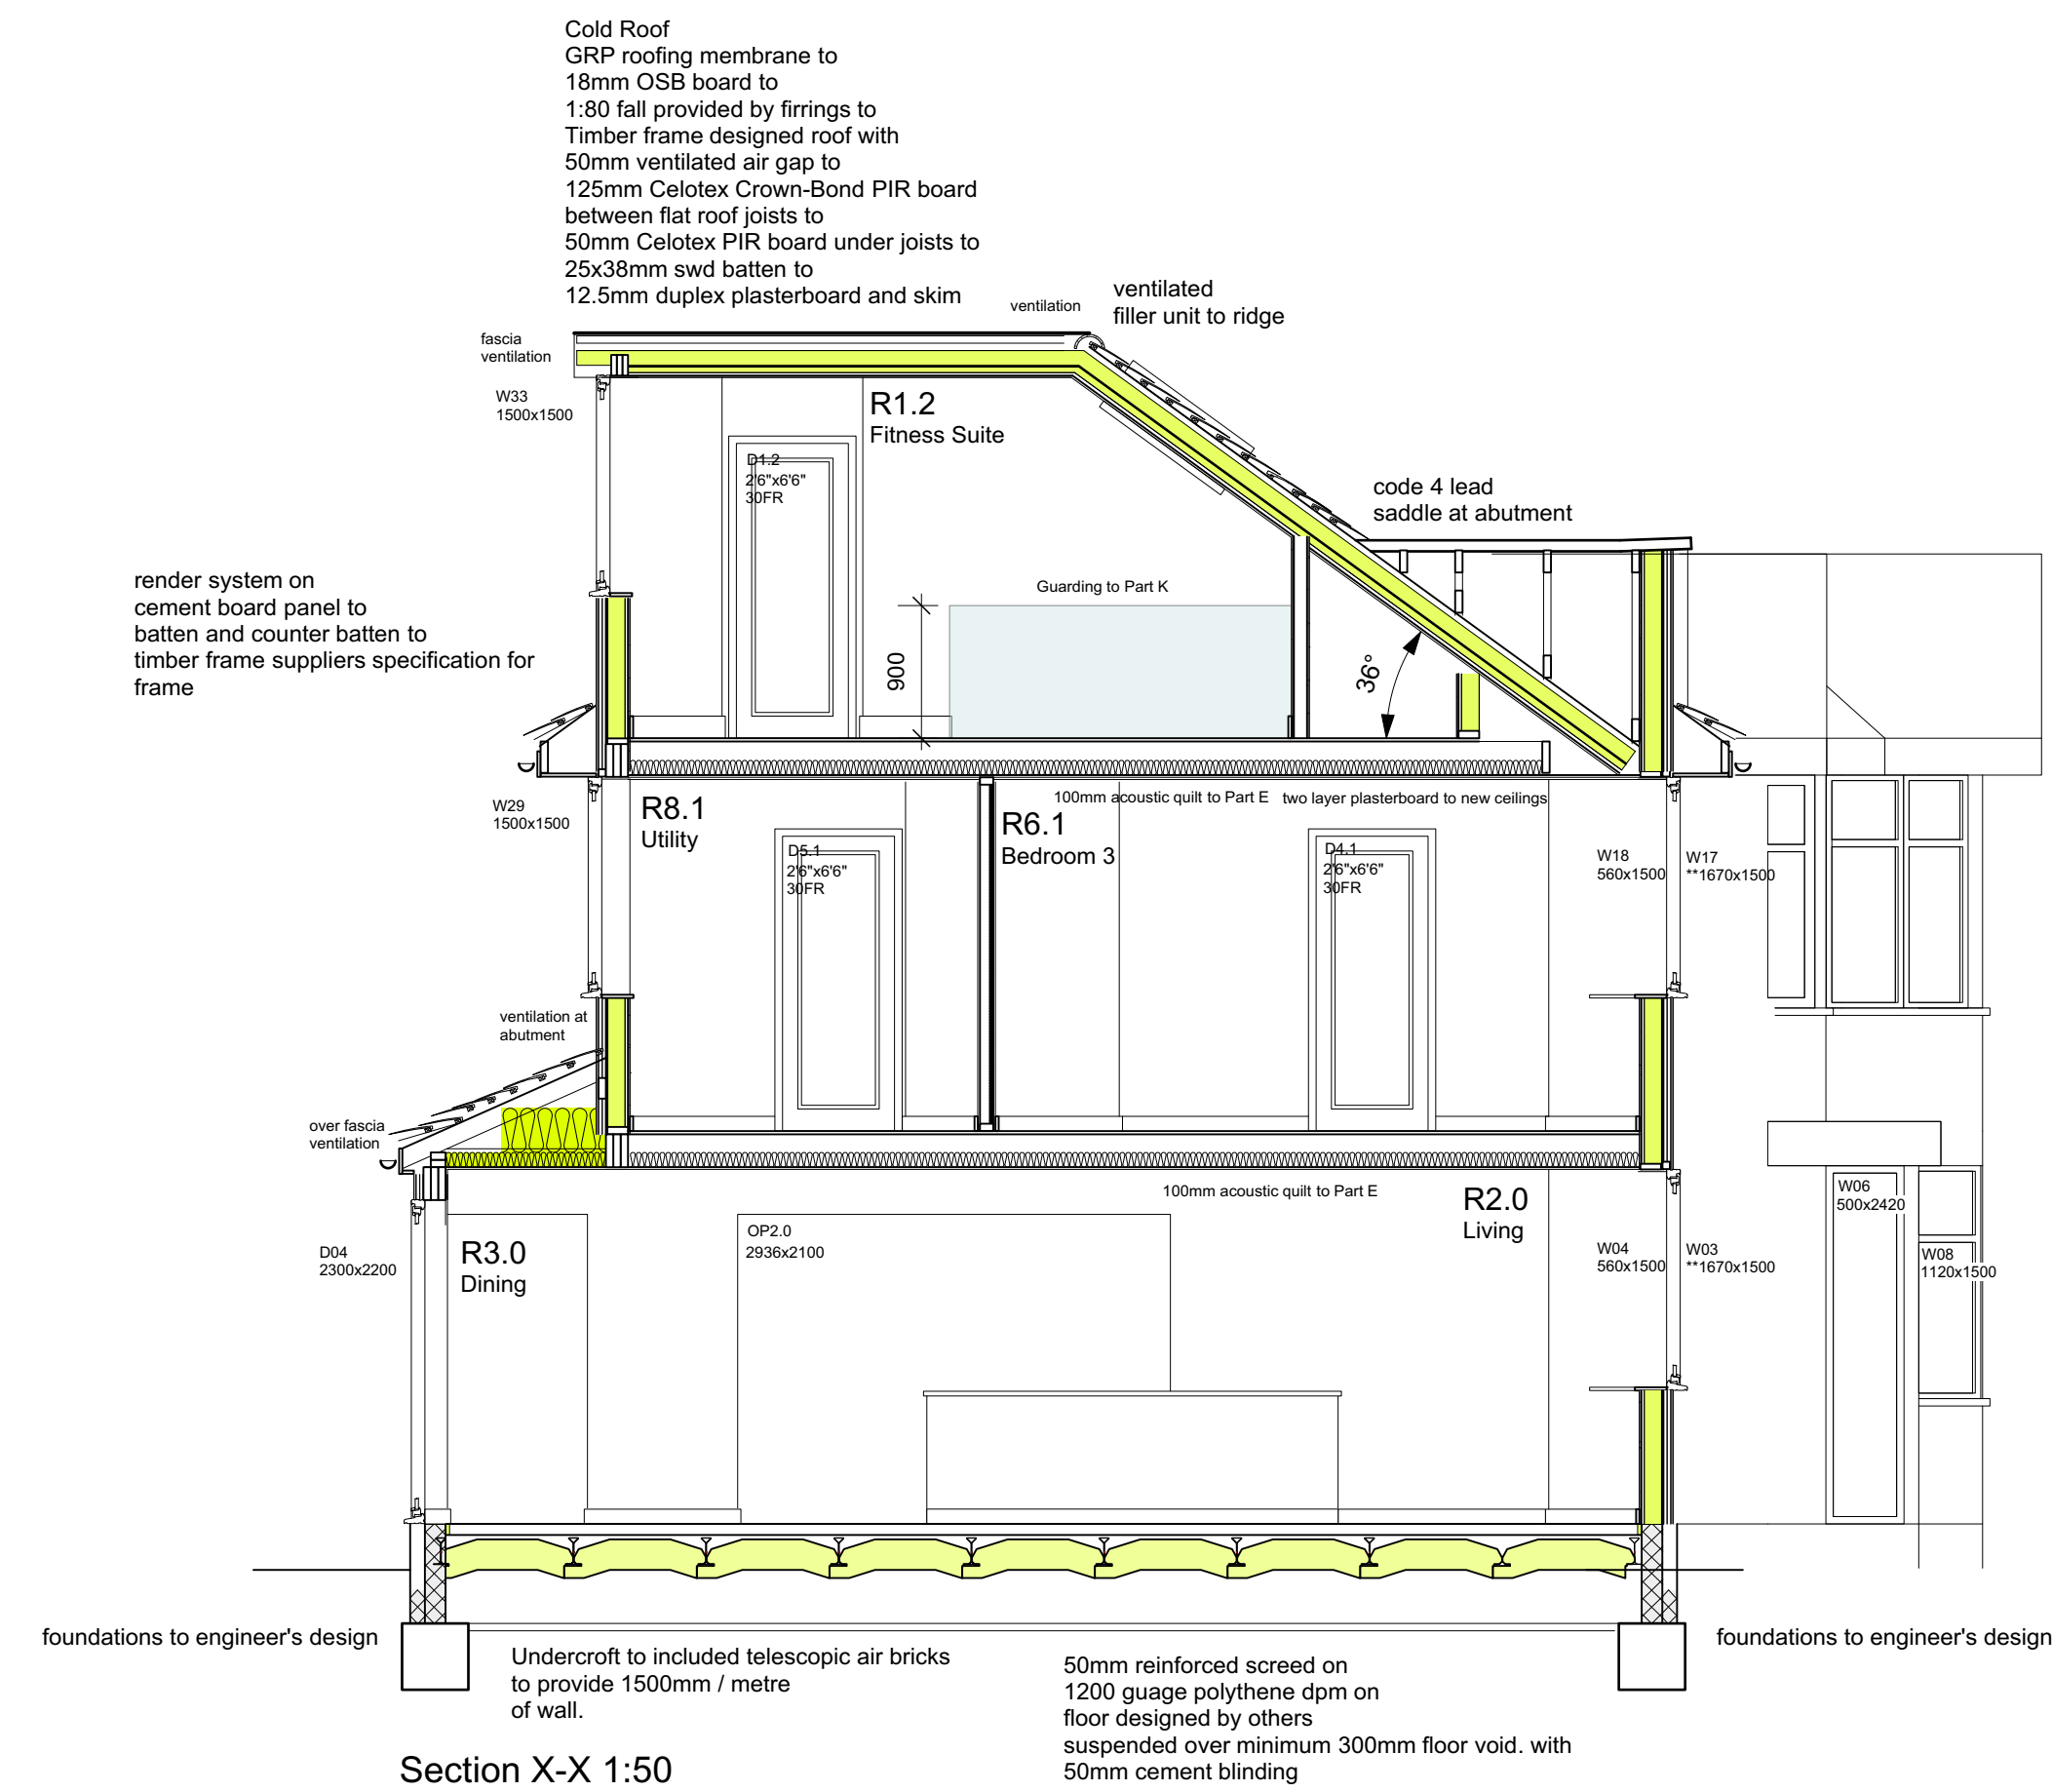 Cold Roof
GRP roofing membrane to
18mm OSB board to
1:80 fall provided by firrings to
Timber frame designed roof with
50mm ventilated air gap to
125mm Celotex Crown-Bond PIR board
between flat roof joists to
50mm Celotex PIR board under joists to
25x38mm swd batten to
12.5mm duplex plasterboard and skim
ventilation
ventilated
filler unit to ridge
fascia
ventilation
W33
1500x1500
R1.2
Fitness Suite
D1.2
2'6"x6'6"
30FR
code 4 lead
saddle at abutment
render system on
cement board panel to
batten and counter batten to
timber frame suppliers specification for
frame
Guarding to Part K
900
36°
W29
1500x1500
R8.1
Utility
100mm acoustic quilt to Part E
two layer plasterboard to new ceilings
R6.1
Bedroom 3
D5.1
2'6"x6'6"
30FR
D4.1
2'6"x6'6"
30FR
W18
560x1500
W17
**1670x1500
ventilation at
abutment
over fascia
ventilation
100mm acoustic quilt to Part E
R2.0
Living
W06
500x2420
D04
2300x2200
R3.0
Dining
OP2.0
2936x2100
W04
560x1500
W03
**1670x1500
W08
1120x1500
foundations to engineer's design
foundations to engineer's design
Undercroft to included telescopic air bricks
to provide 1500mm / metre
of wall.
50mm reinforced screed on
1200 guage polythene dpm on
floor designed by others
suspended over minimum 300mm floor void. with
50mm cement blinding
Section X-X 1:50